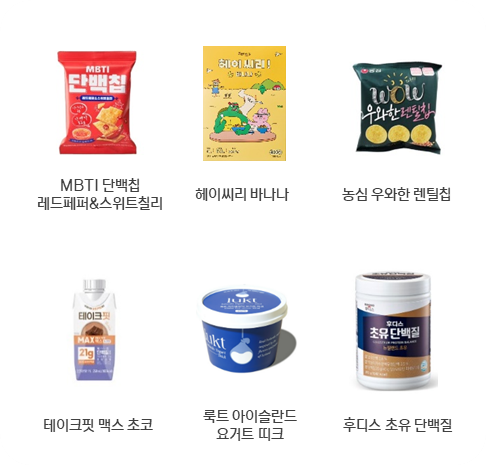 MBTI
단백칩
헤이씨리!
농심
wow
우와한렌틸칩
MBTI 단백칩
레드페퍼&스위트칠리
헤이씨리 바나나
농심 우와한 렌틸칩
테이크핏
MAX
21g
lukt
ukt
후디스
초유 단백질
테이크핏 맥스 초코
룩트 아이슬란드
요거트 띠크
후디스 초유 단백질